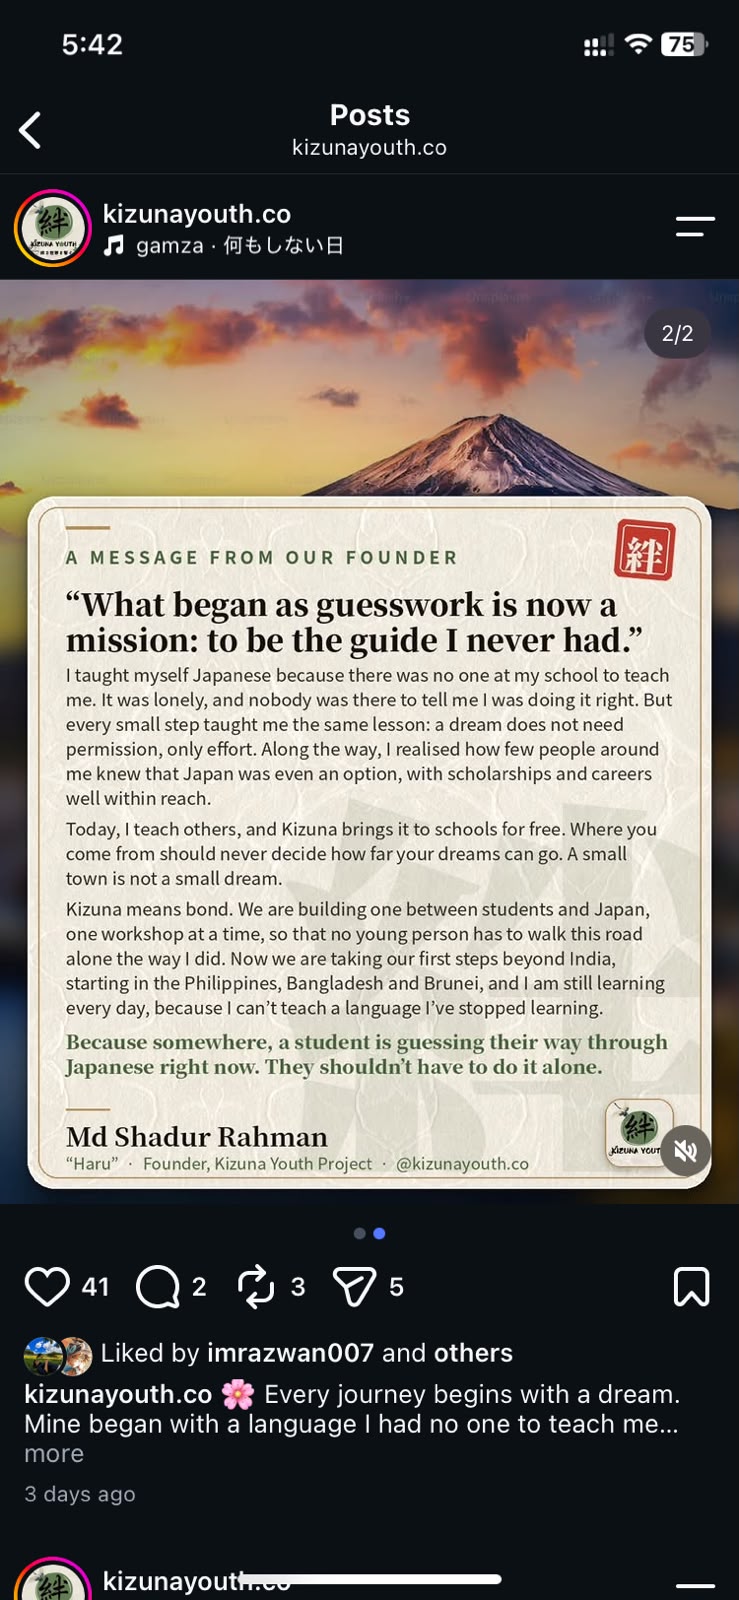 5:42
75
Posts
kizunayouth.co
kizunayouth.co
gamza · 何もしない日
2/2
A MESSAGE FROM OUR FOUNDER
絆
“What began as guesswork is now a
mission: to be the guide I never had.”
I taught myself Japanese because there was no one at my school to teach
me. It was lonely, and nobody was there to tell me I was doing it right. But
every small step taught me the same lesson: a dream does not need
permission, only effort. Along the way, I realised how few people around
me knew that Japan was even an option, with scholarships and careers
well within reach.
Today, I teach others, and Kizuna brings it to schools for free. Where you
come from should never decide how far your dreams can go. A small
town is not a small dream.
Kizuna means bond. We are building one between students and Japan,
one workshop at a time, so that no young person has to walk this road
alone the way I did. Now we are taking our first steps beyond India,
starting in the Philippines, Bangladesh and Brunei, and I am still learning
every day, because I can’t teach a language I’ve stopped learning.
Because somewhere, a student is guessing their way through
Japanese right now. They shouldn’t have to do it alone.
Md Shadur Rahman
“Haru” · Founder, Kizuna Youth Project · @kizunayouth.co
絆
41
2
3
5
Liked by imrazwan007 and others
kizunayouth.co 🌸 Every journey begins with a dream.
Mine began with a language I had no one to teach me...
more
3 days ago
kizunayouth.co